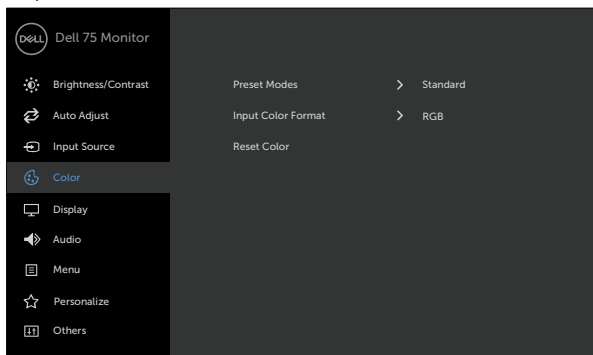 DELL Dell 75 Monitor
Brightness/Contrast Preset Modes > Standard
Auto Adjust Input Color Format > RGB
Input Source Reset Color
Color
Display
Audio
Menu
Personalize
Others